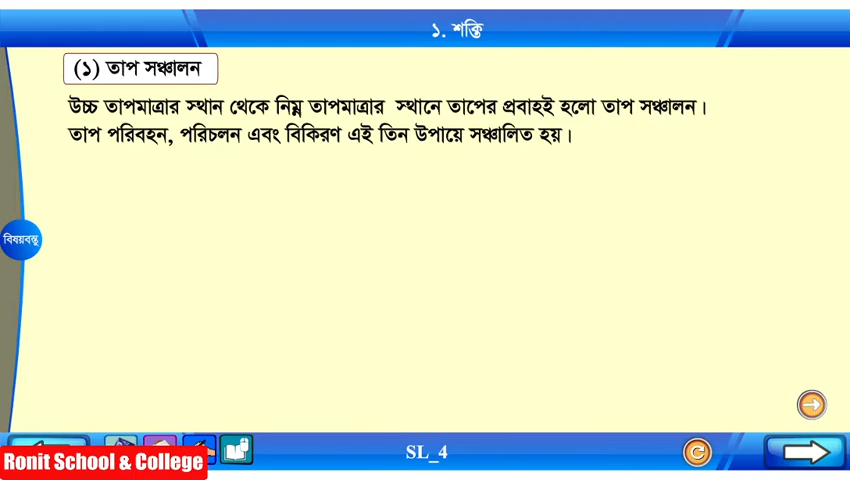 ১. শক্তি
(১) তাপ সঞ্চালন
উচ্চ তাপমাত্রার স্থান থেকে নিম্ন তাপমাত্রার স্থানে তাপের প্রবাহই হলো তাপ সঞ্চালন।
তাপ পরিবহন, পরিচলন এবং বিকিরণ এই তিন উপায়ে সঞ্চালিত হয়।
বিষয়বস্তু
SL_4
Ronit School & College